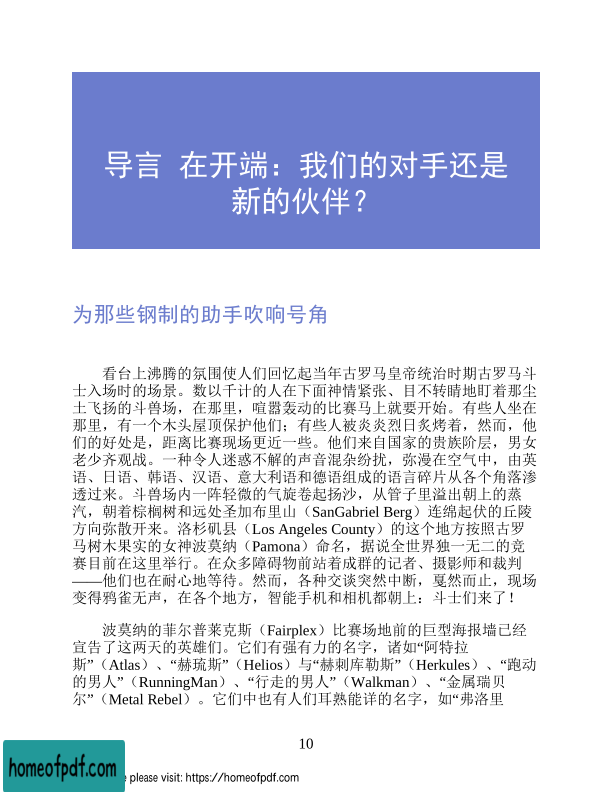 导言 在开端：我们的对手还是
新的伙伴？
为那些钢制的助手吹响号角
看台上沸腾的氛围使人们回忆起当年古罗马皇帝统治时期古罗马斗
士入场时的场景。数以千计的人在下面神情紧张、目不转睛地盯着那尘
土飞扬的斗兽场，在那里，喧嚣轰动的比赛马上就要开始。有些人坐在
那里，有一个木头屋顶保护他们；有些人被炎炎烈日炙烤着，然而，他
们的好处是，距离比赛现场更近一些。他们来自国家的贵族阶层，男女
老少齐观战。一种令人迷惑不解的声音混杂纷扰，弥漫在空气中，由英
语、日语、韩语、汉语、意大利语和德语组成的语言碎片从各个角落渗
透过来。斗兽场内一阵轻微的气旋卷起扬沙，从管子里溢出朝上的蒸
汽，朝着棕榈树和远处圣加布里山（SanGabriel Berg）连绵起伏的丘陵
方向弥散开来。洛杉矶县（Los Angeles County）的这个地方按照古罗
马树木果实的女神波莫纳（Pamona）命名，据说全世界独一无二的竞
赛目前在这里举行。在众多障碍物前站着成群的记者、摄影师和裁判
——他们也在耐心地等待。然而，各种交谈突然中断，戛然而止，现场
变得鸦雀无声，在各个地方，智能手机和相机都朝上：斗士们来了！
波莫纳的菲尔普莱克斯（Fairplex）比赛场地前的巨型海报墙已经
宣告了这两天的英雄们。它们有强有力的名字，诸如“阿特拉
斯”（Atlas）、“赫琉斯”（Helios）与“赫剌库勒斯”（Herkules）、“跑动
的男人”（RunningMan）、“行走的男人”（Walkman）、“金属瑞贝
尔”（Metal Rebel）。它们中也有人们耳熟能详的名字，如“弗洛里
10
homeofpdf.com
please visit: https://homeofpdf.com